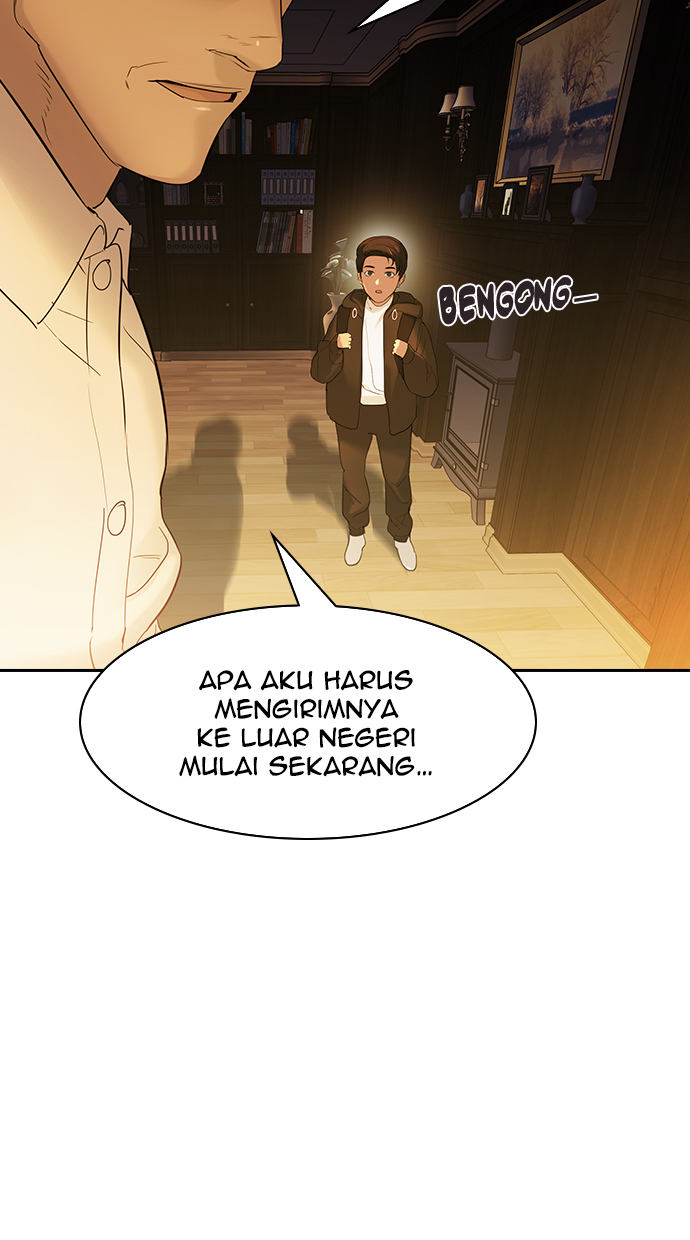 BENGONG...
APA AKU HARUS
MENGIRIMNYA
KE LUAR NEGERI
MULAI SEKARANG...